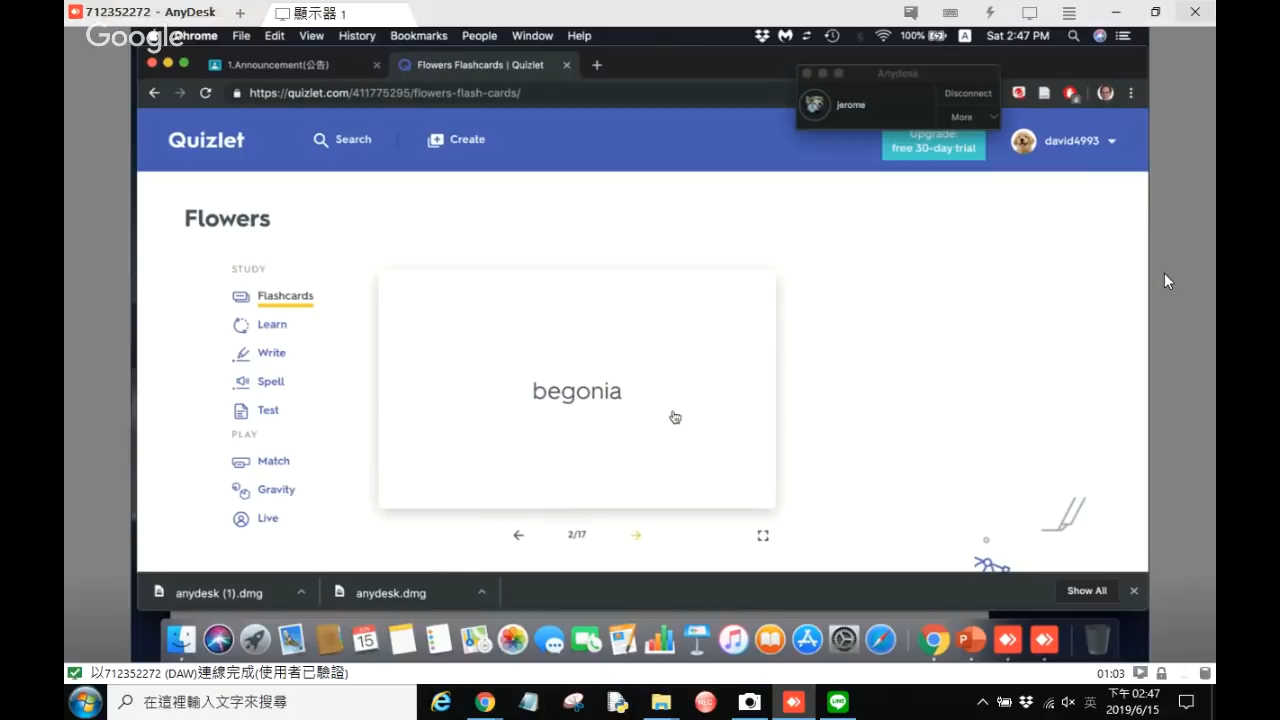 712352272 - AnyDesk
顯示器 1
Google
Chrome File Edit View History Bookmarks People Window Help
100%
A
Sat 2:47 PM
1.Announcement(公告)
Flowers Flashcards | Quizlet
Anydesk
https://quizlet.com/411775295/flowers-flash-cards/
jerome
Disconnect
More
Quizlet
Search
Create
Upgrade:
free 30-day trial
david4993
Flowers
STUDY
Flashcards
Learn
Write
Spell
Test
PLAY
Match
Gravity
Live
begonia
2/17
anydesk (1).dmg
anydesk.dmg
Show All
15
以712352272 (DAW)連線完成(使用者已驗證)
01:03
在這裡輸入文字來搜尋
REC
英
下午 02:47
2019/6/15